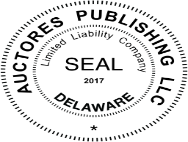 AUCTORES PUBLISHING LLC
Limited Liability Company
SEAL
2017
DELAWARE
*